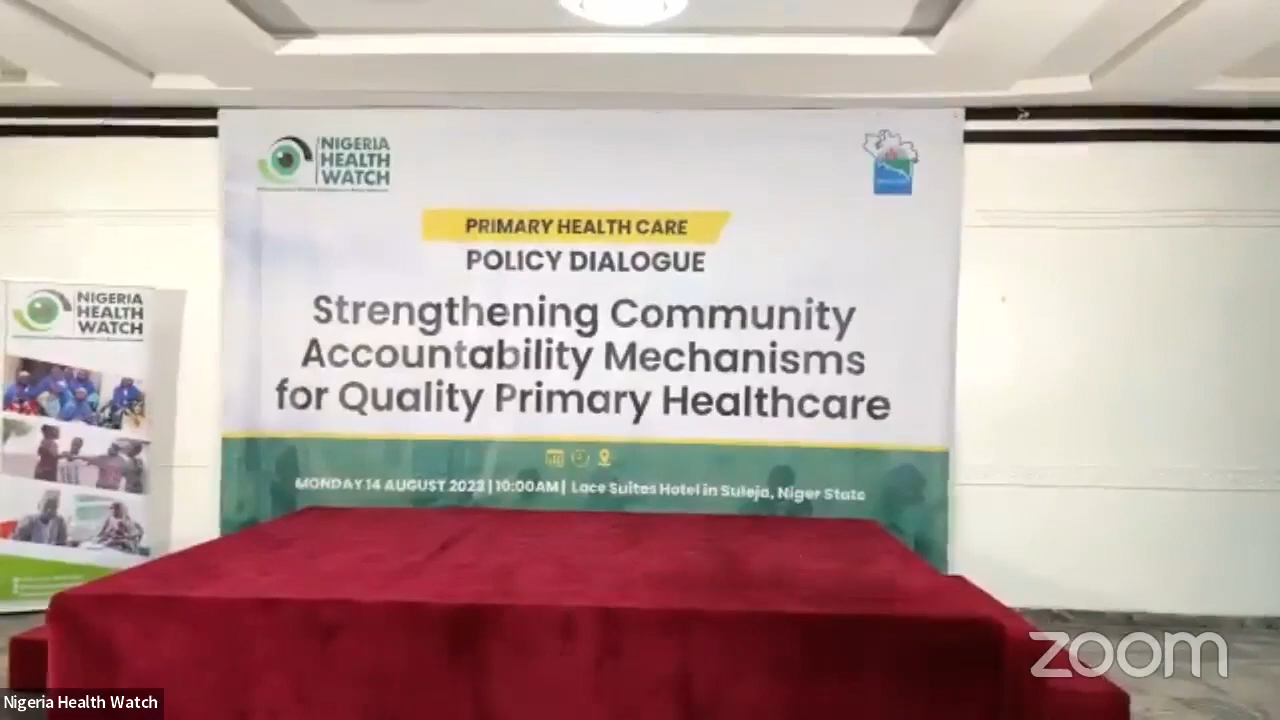 NIGERIA
HEALTH
WATCH
PRIMARY HEALTH CARE
POLICY DIALOGUE
Strengthening Community
Accountability Mechanisms
for Quality Primary Healthcare
MONDAY 14 AUGUST 2023 | 10:00AM | Lace Suites Hotel in Suleja, Niger State
NIGERIA
HEALTH
WATCH
zoom
Nigeria Health Watch